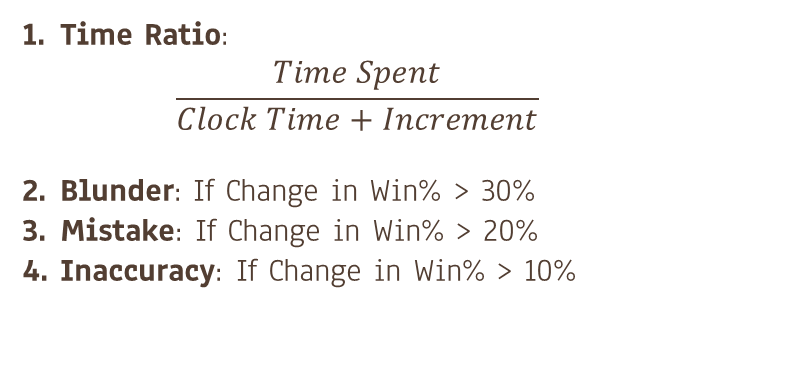 1. Time Ratio:
Time Spent
Clock Time + Increment
2. Blunder: If Change in Win% > 30%
3. Mistake: If Change in Win% > 20%
4. Inaccuracy: If Change in Win% > 10%